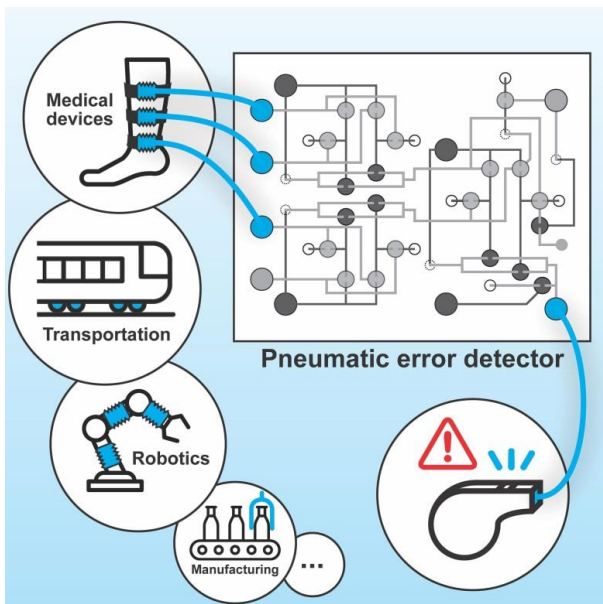 Medical
devices
Transportation
Pneumatic error detector
Robotics
Manufacturing
...